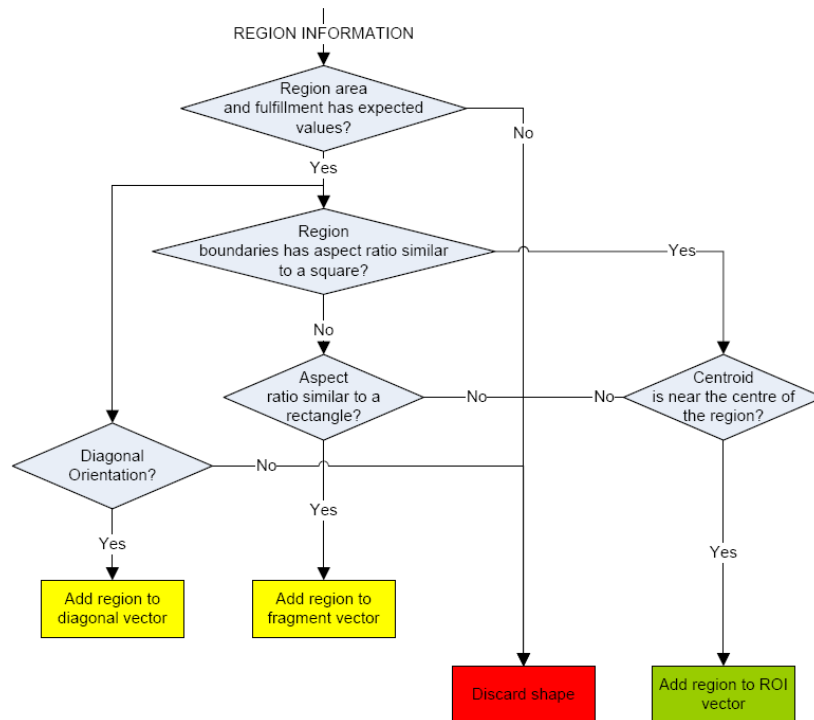 REGION INFORMATION
Region area
and fulfillment has expected
values?
No
Yes
Region
boundaries has aspect ratio similar
to a square?
Yes
No
Aspect
ratio similar to a
rectangle?
No
No
Centroid
is near the centre of
the region?
Diagonal
Orientation?
No
Yes
Yes
Yes
Add region to
diagonal vector
Add region to
fragment vector
Discard shape
Add region to ROI
vector